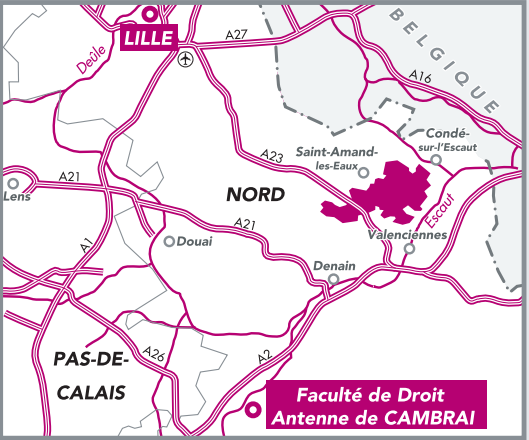 LILLE
A27
BELGIQUE
Deûle
A16
Condé-
sur-l'Escaut
Saint-Amand-
les-Eaux
A23
A21
Lens
NORD
Escaut
A21
Valenciennes
A1
Douai
Denain
PAS-DE-
CALAIS
A26
A2
Faculté de Droit
Antenne de CAMBRAI